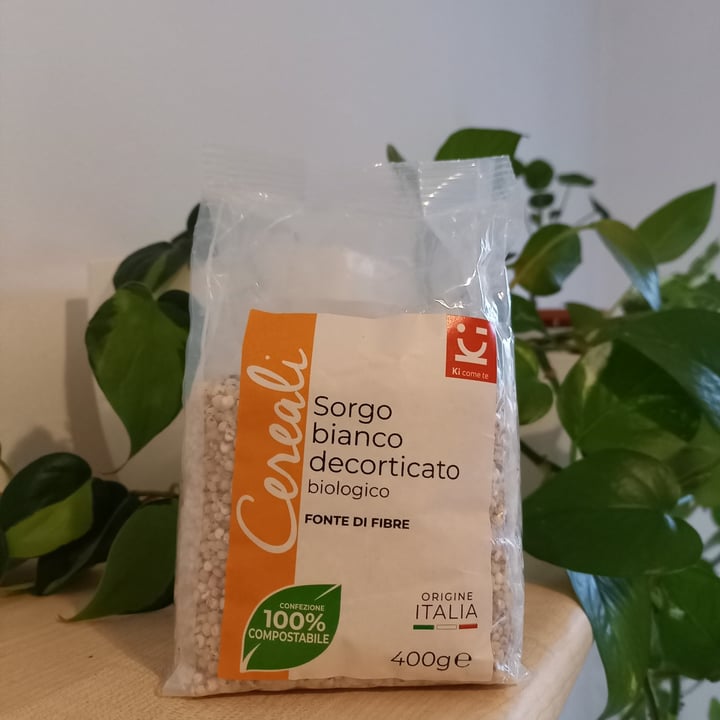 Cereali
Ki
Ki come te
Sorgo
bianco
decorticato
biologico
FONTE DI FIBRE
CONFEZIONE
100%
COMPOSTABILE
ORIGINE
ITALIA
400g℮